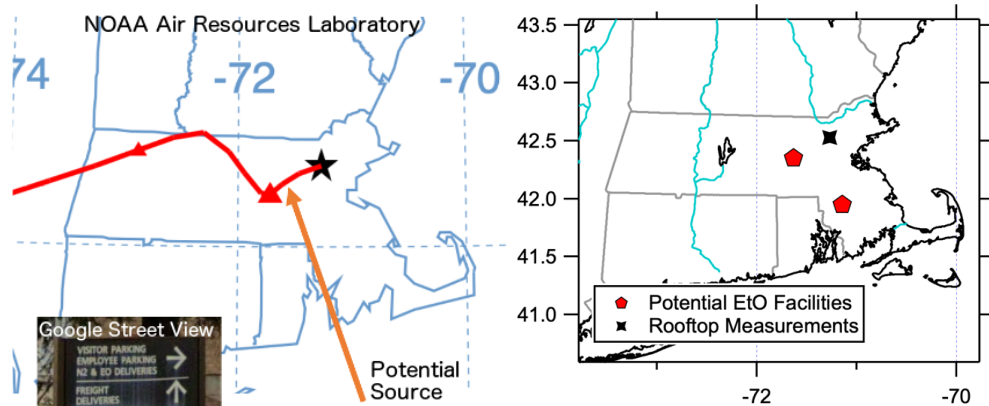 NOAA Air Resources Laboratory
74
-72
-70
Google Street View
VISITOR PARKING
EMPLOYEE PARKING
N2 & EO DELIVERIES
FREIGHT
DELIVERIES
Potential
Source
43.5
43.0
42.5
42.0
41.5
41.0
Potential EtO Facilities
Rooftop Measurements
-72
-70